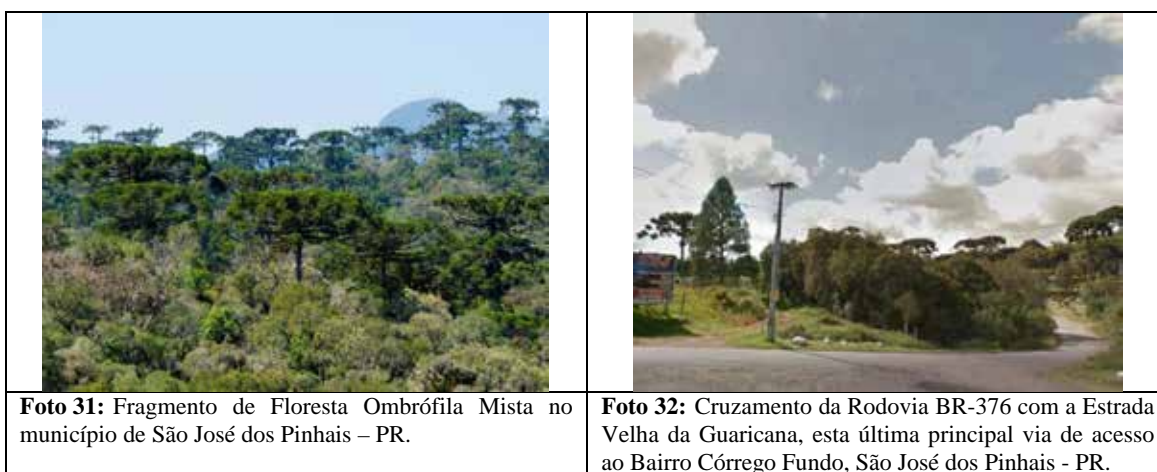 Foto 31: Fragmento de Floresta Ombrófila Mista no
município de São José dos Pinhais – PR.
Foto 32: Cruzamento da Rodovia BR-376 com a Estrada
Velha da Guaricana, esta última principal via de acesso
ao Bairro Córrego Fundo, São José dos Pinhais - PR.